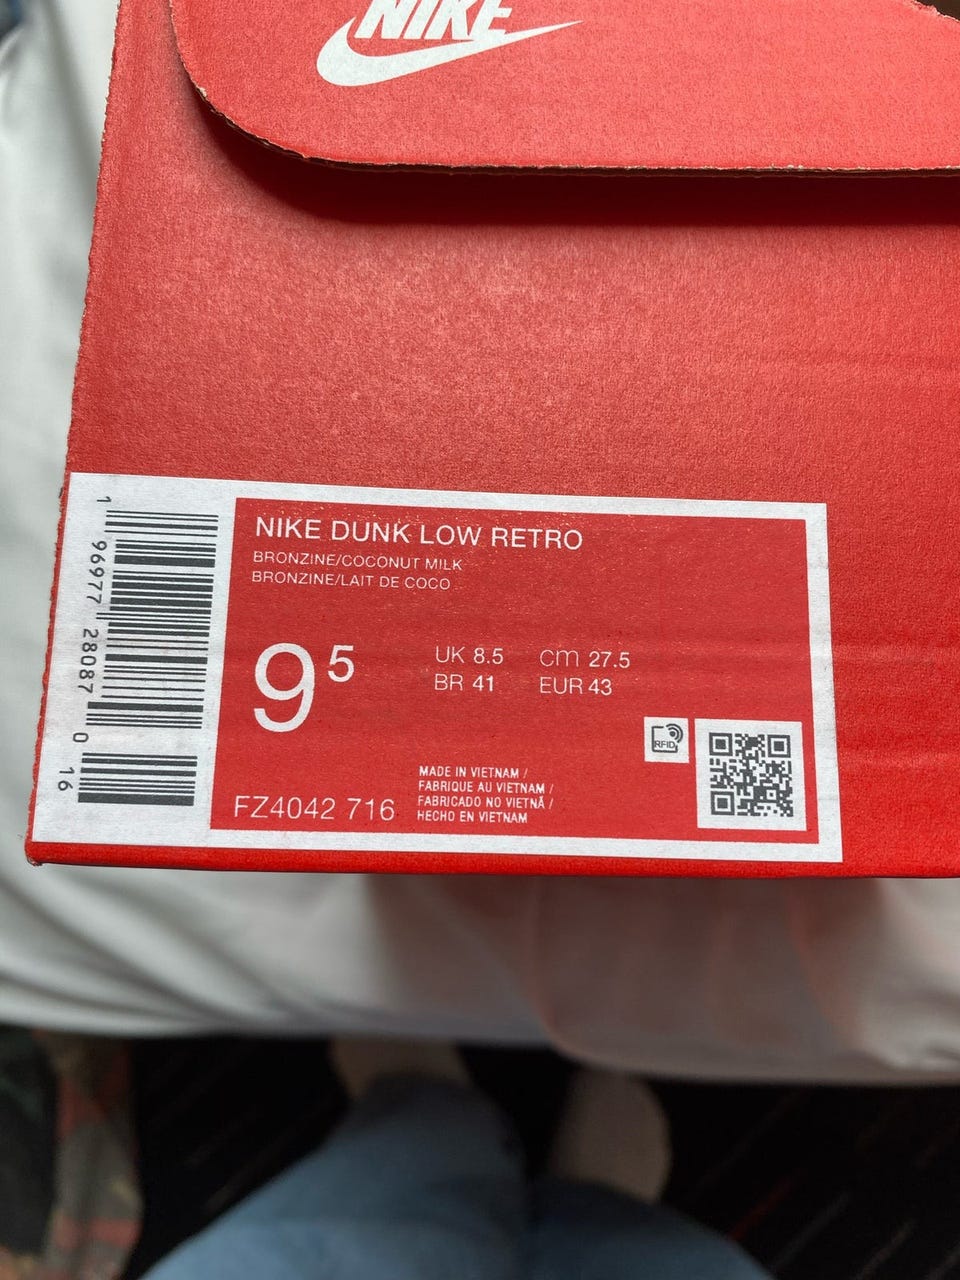 NIKE
NIKE DUNK LOW RETRO
BRONZINE/COCONUT MILK
BRONZINE/LAIT DE COCO
9 5
UK 8.5 cm 27.5
BR 41 EUR 43
RFID
FZ4042 716
MADE IN VIETNAM /
FABRIQUE AU VIETNAM /
FABRICADO NO VIETNÃ /
HECHO EN VIETNAM
1 96977 28087 0 16